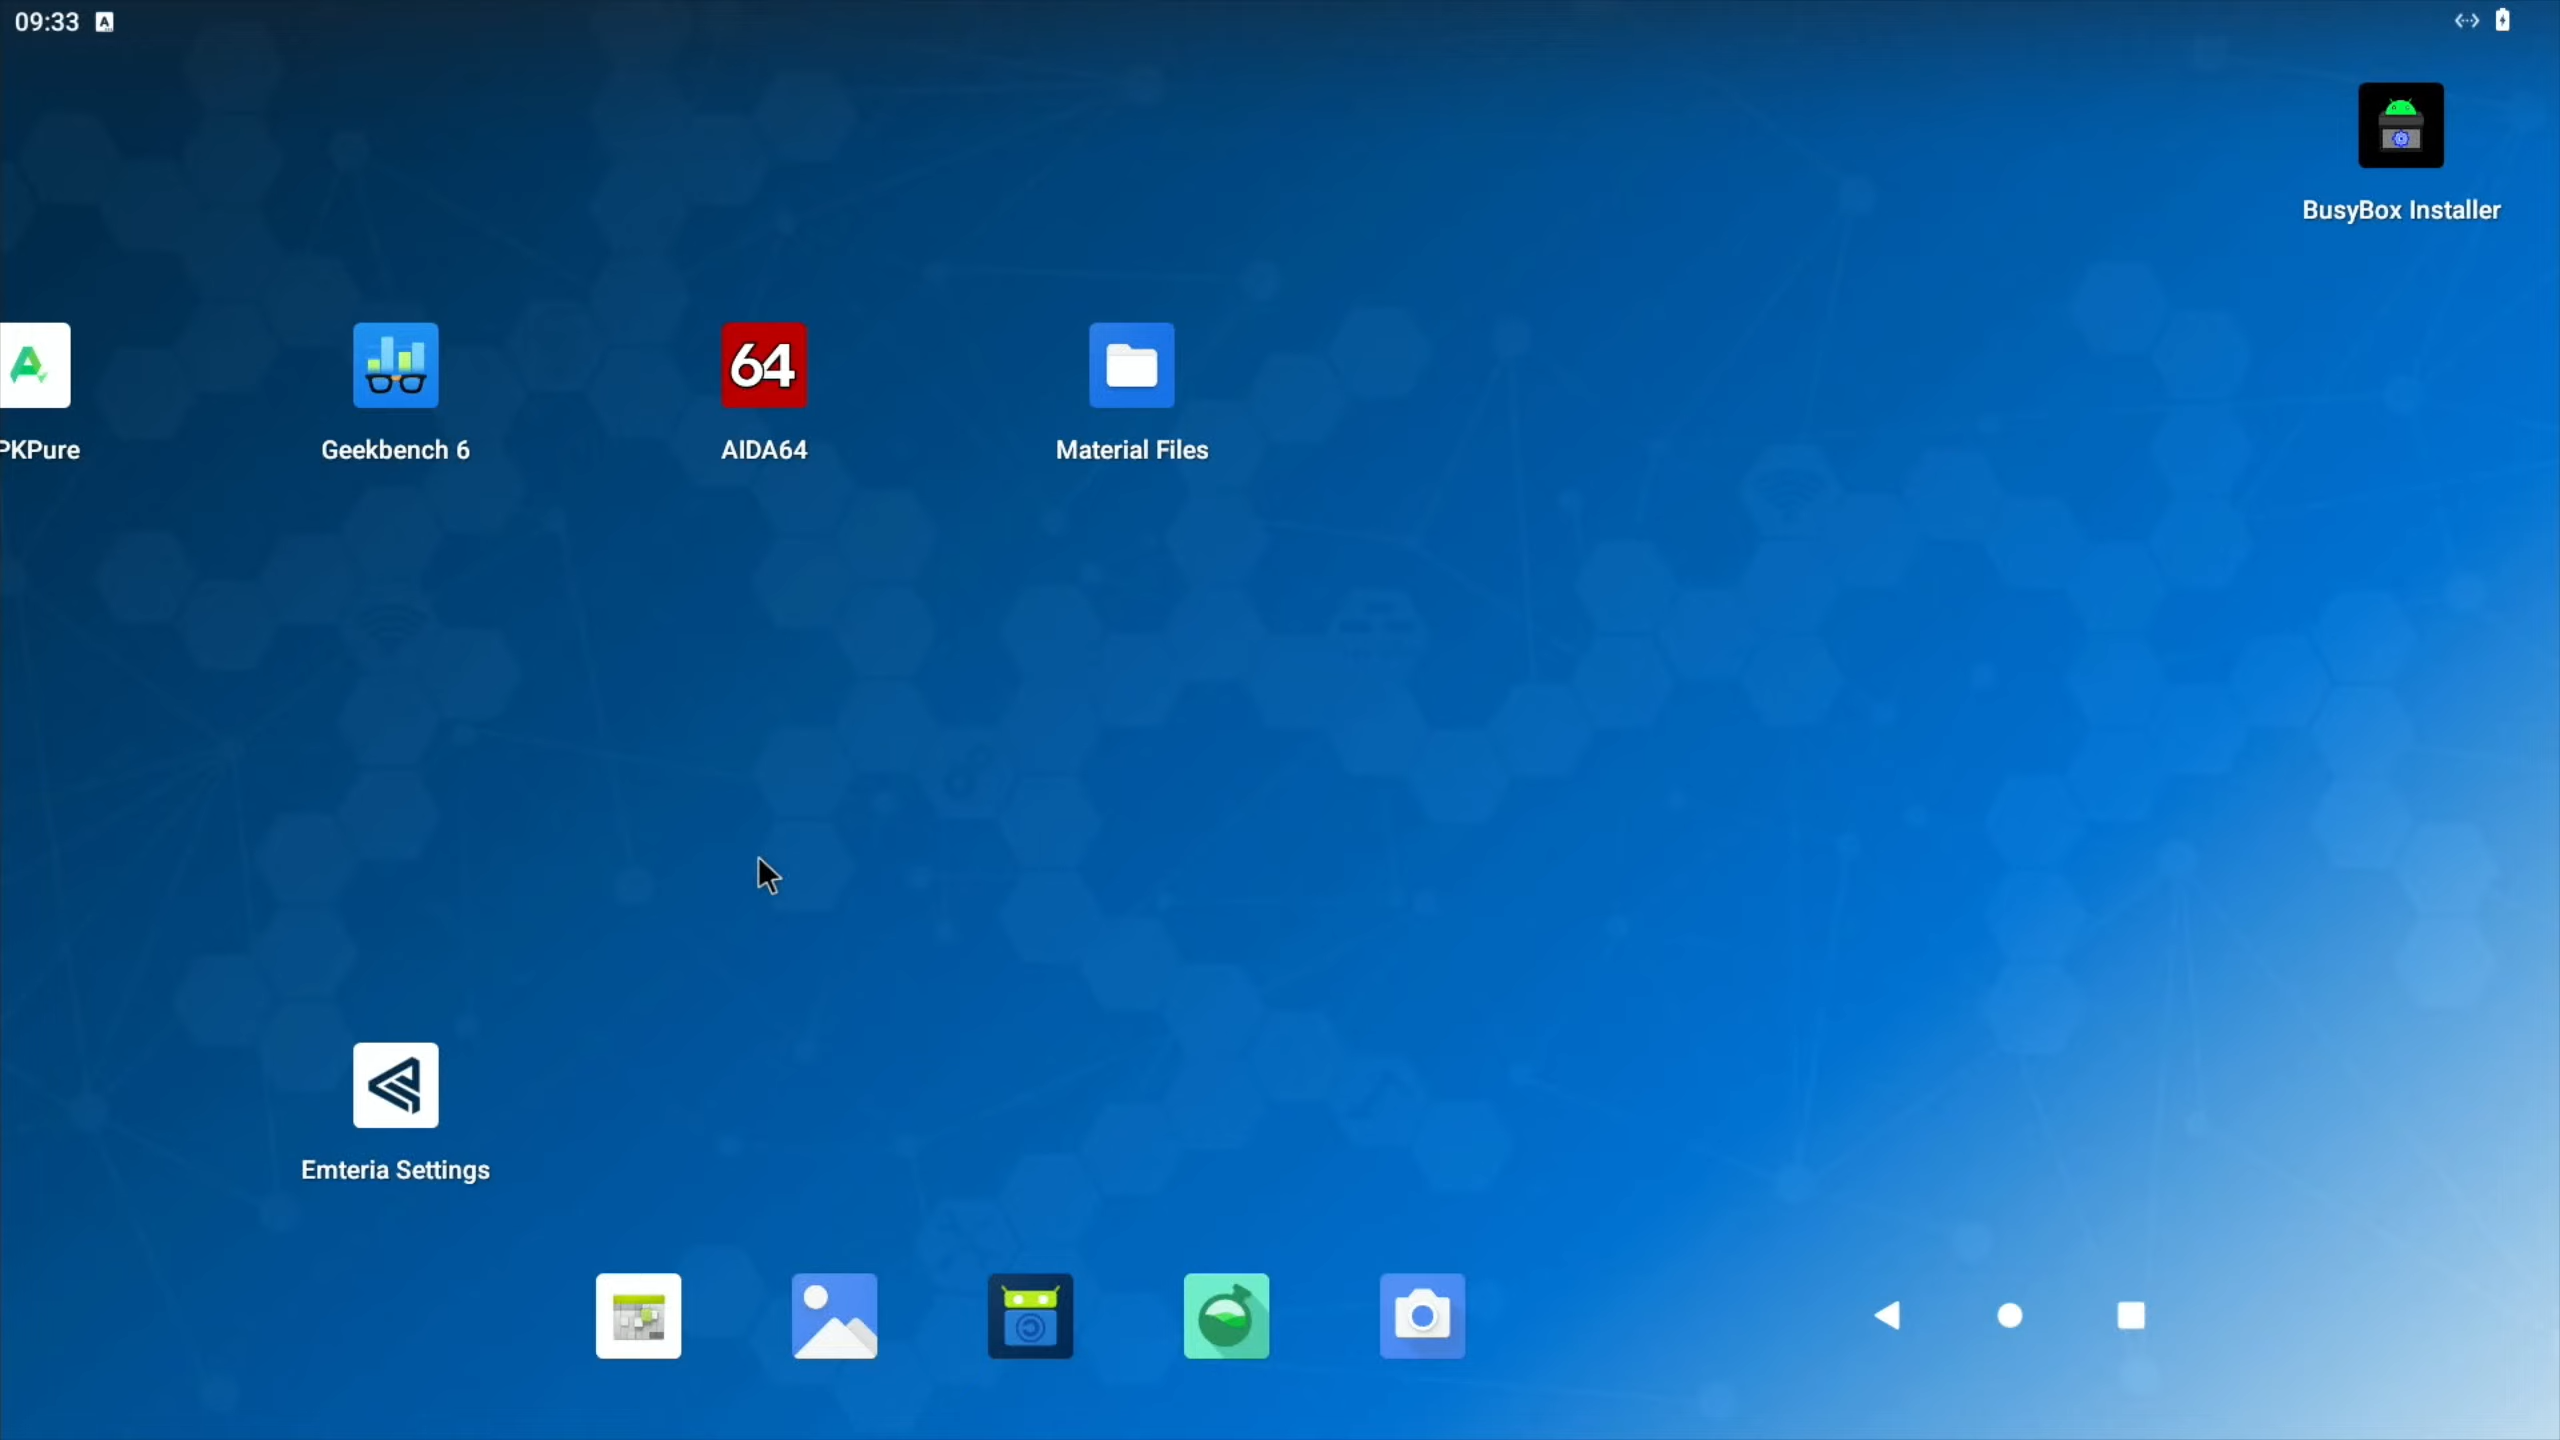 09:33 A
BusyBox Installer
PKPure
Geekbench 6
64
AIDA64
Material Files
Emteria Settings